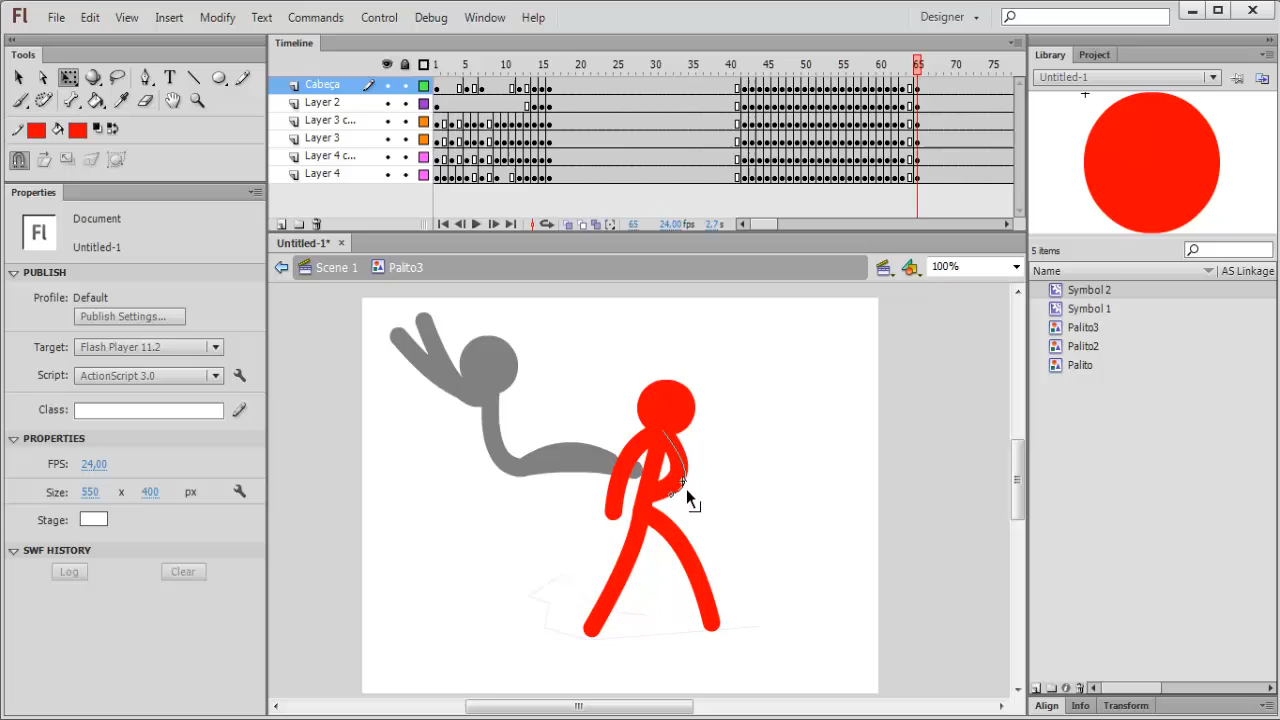 Fl File Edit View Insert Modify Text Commands Control Debug Window Help Designer
Tools
Timeline
Library Project
1 5 10 15 20 25 30 35 40 45 50 55 60 65 70 75
Untitled-1
Cabeça
Layer 2
Layer 3 c...
Layer 3
Layer 4 c...
Layer 4
Properties
Fl
Document
Untitled-1
65 24,00 fps 2.7 s
Untitled-1* ×
Scene 1 Palito3 100%
PUBLISH
Profile: Default
Publish Settings...
Target: Flash Player 11.2
Script: ActionScript 3.0
Class:
PROPERTIES
FPS: 24,00
Size: 550 x 400 px
Stage:
SWF HISTORY
Log Clear
5 items
Name AS Linkage
Symbol 2
Symbol 1
Palito3
Palito2
Palito
Align Info Transform